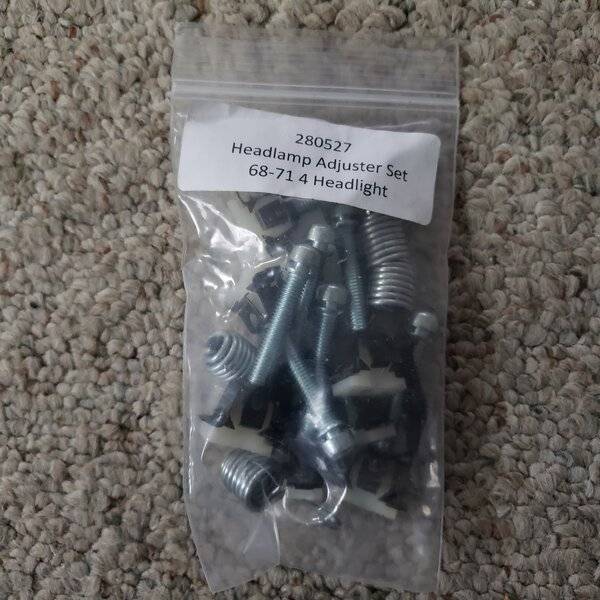 280527
Headlamp Adjuster Set
68-71 4 Headlight